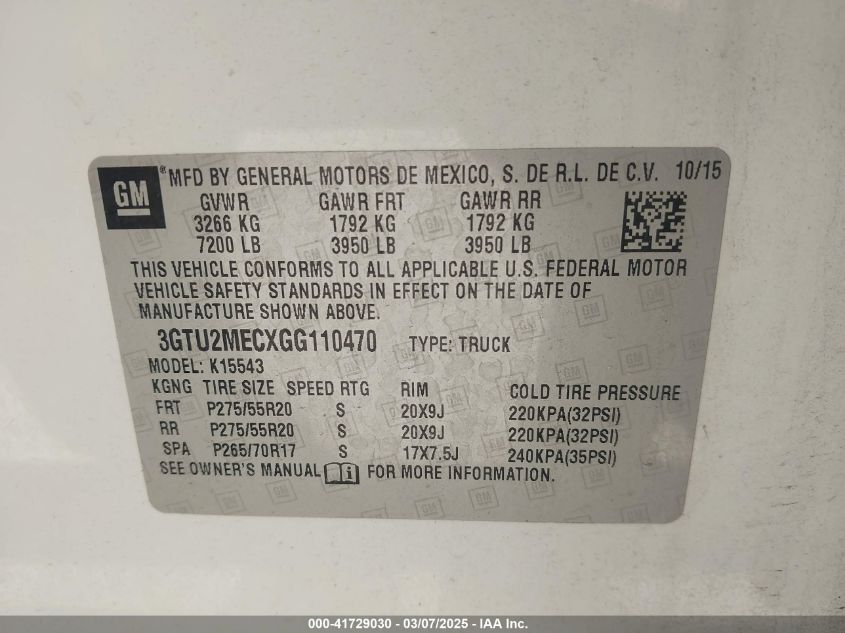 GM ® MFD BY GENERAL MOTORS DE MEXICO, S. DE R.L. DE C.V. 10/15
GVWR GAWR FRT GAWR RR
3266 KG 1792 KG 1792 KG
7200 LB 3950 LB 3950 LB
THIS VEHICLE CONFORMS TO ALL APPLICABLE U.S. FEDERAL MOTOR
VEHICLE SAFETY STANDARDS IN EFFECT ON THE DATE OF
MANUFACTURE SHOWN ABOVE.
3GTU2MECXGG110470 TYPE: TRUCK
MODEL: K15543
KGNG TIRE SIZE SPEED RTG RIM COLD TIRE PRESSURE
FRT P275/55R20 S 20X9J 220KPA(32PSI)
RR P275/55R20 S 20X9J 220KPA(32PSI)
SPA P265/70R17 S 17X7.5J 240KPA(35PSI)
SEE OWNER'S MANUAL FOR MORE INFORMATION.
000-41729030 - 03/07/2025 - IAA Inc.